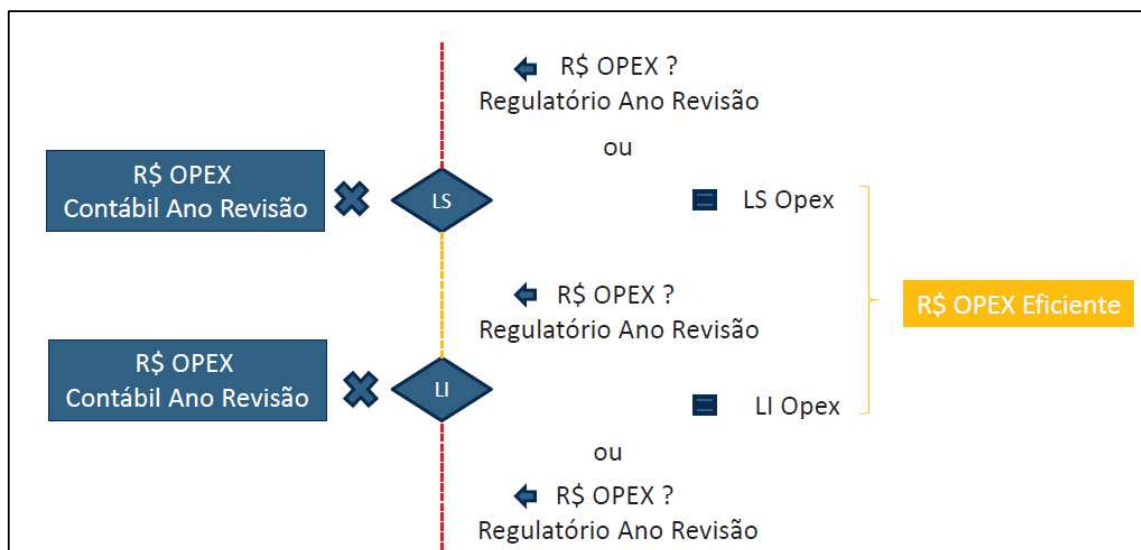 R$ OPEX ?
Regulatório Ano Revisão
ou
R$ OPEX
Contábil Ano Revisão
LS
LS Opex
R$ OPEX ?
Regulatório Ano Revisão
R$ OPEX Eficiente
R$ OPEX
Contábil Ano Revisão
LI
LI Opex
ou
R$ OPEX ?
Regulatório Ano Revisão